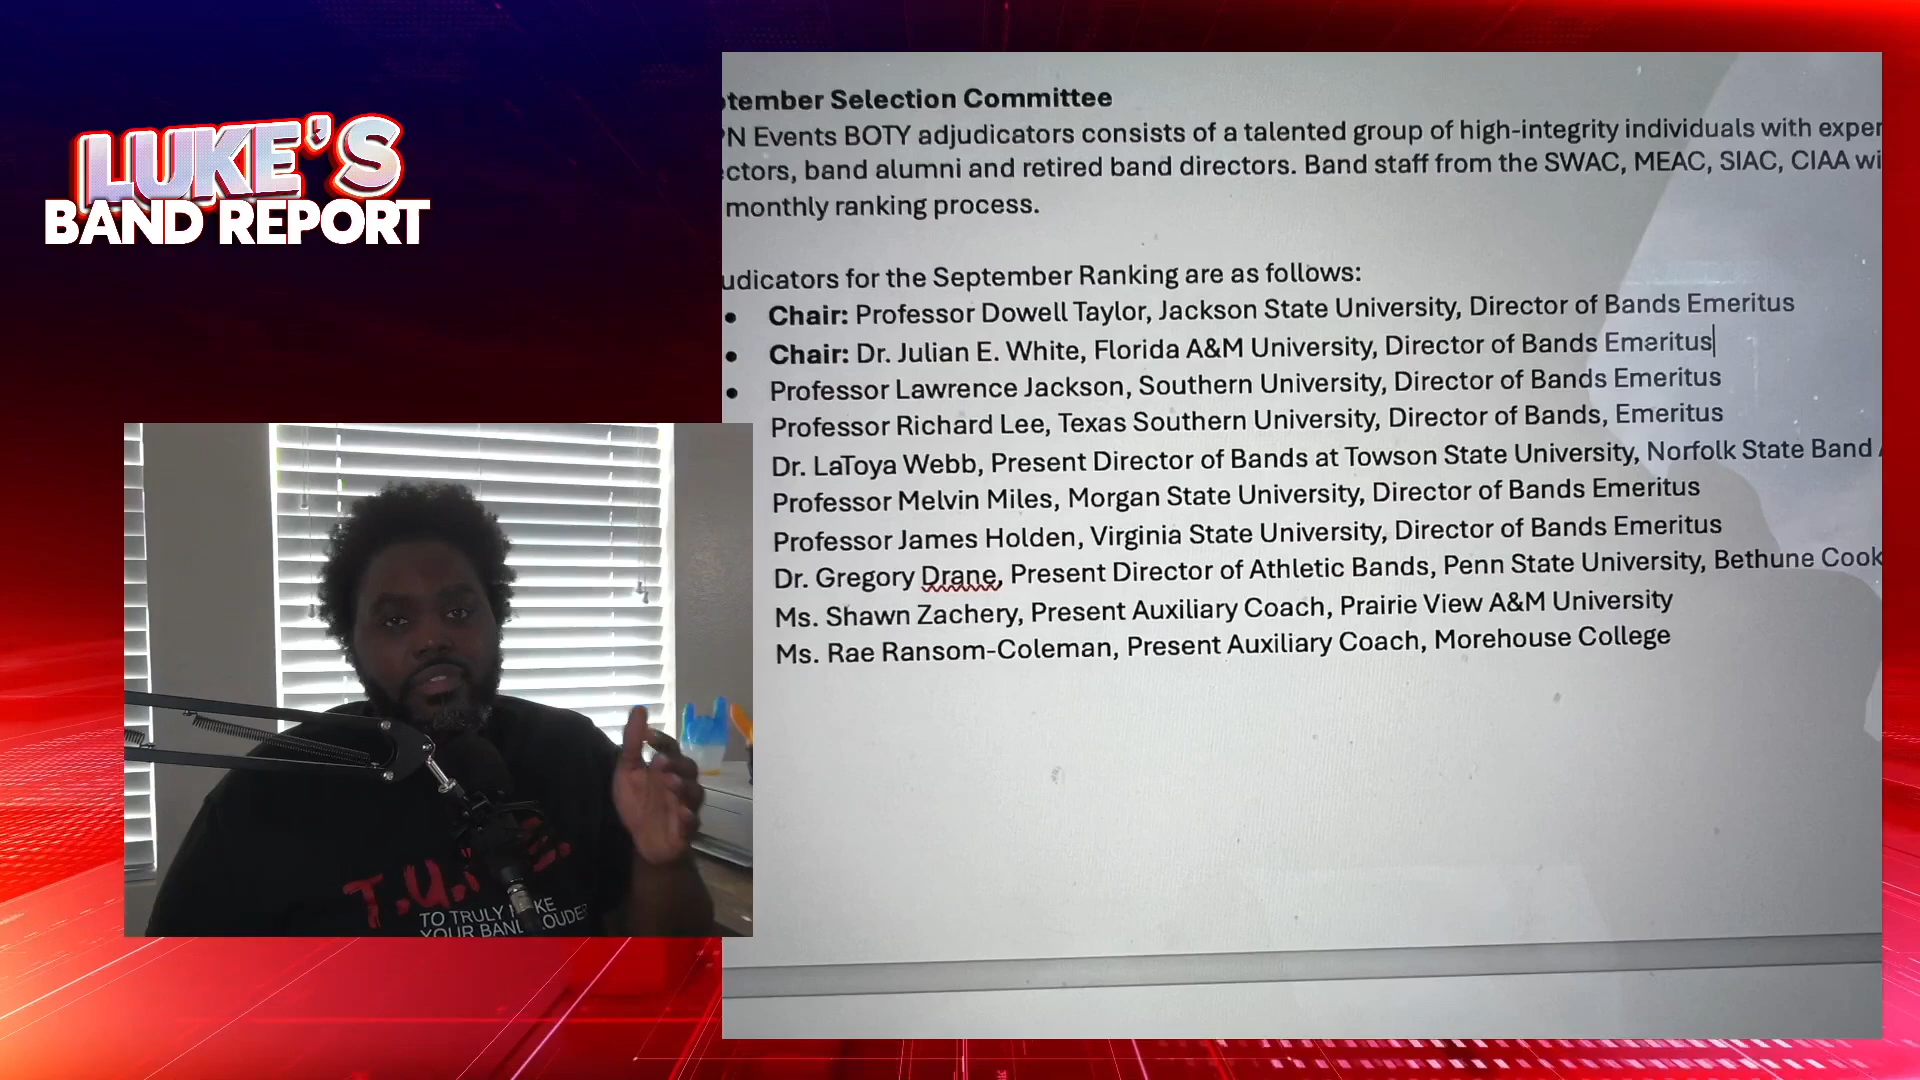 LUKE'S
BAND REPORT
tember Selection Committee
N Events BOTY adjudicators consists of a talented group of high-integrity individuals with exper
ctors, band alumni and retired band directors. Band staff from the SWAC, MEAC, SIAC, CIAA wi
monthly ranking process.
udicators for the September Ranking are as follows:
• Chair: Professor Dowell Taylor, Jackson State University, Director of Bands Emeritus
• Chair: Dr. Julian E. White, Florida A&M University, Director of Bands Emeritus
• Professor Lawrence Jackson, Southern University, Director of Bands Emeritus
Professor Richard Lee, Texas Southern University, Director of Bands, Emeritus
Dr. LaToya Webb, Present Director of Bands at Towson State University, Norfolk State Band
Professor Melvin Miles, Morgan State University, Director of Bands Emeritus
Professor James Holden, Virginia State University, Director of Bands Emeritus
Dr. Gregory Drane, Present Director of Athletic Bands, Penn State University, Bethune Cook
Ms. Shawn Zachery, Present Auxiliary Coach, Prairie View A&M University
Ms. Rae Ransom-Coleman, Present Auxiliary Coach, Morehouse College
TO TRULY
YOUR